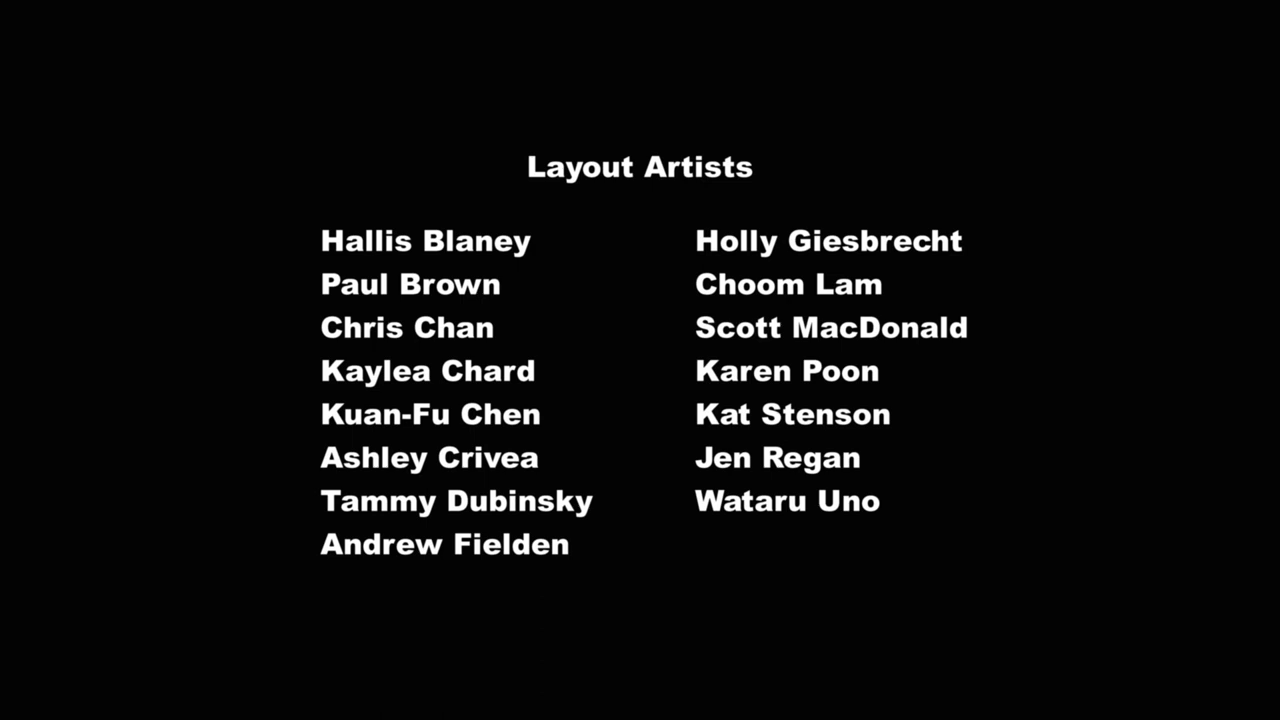 Layout Artists
Hallis Blaney
Paul Brown
Chris Chan
Kaylea Chard
Kuan-Fu Chen
Ashley Crivea
Tammy Dubinsky
Andrew Fielden
Holly Giesbrecht
Choom Lam
Scott MacDonald
Karen Poon
Kat Stenson
Jen Regan
Wataru Uno